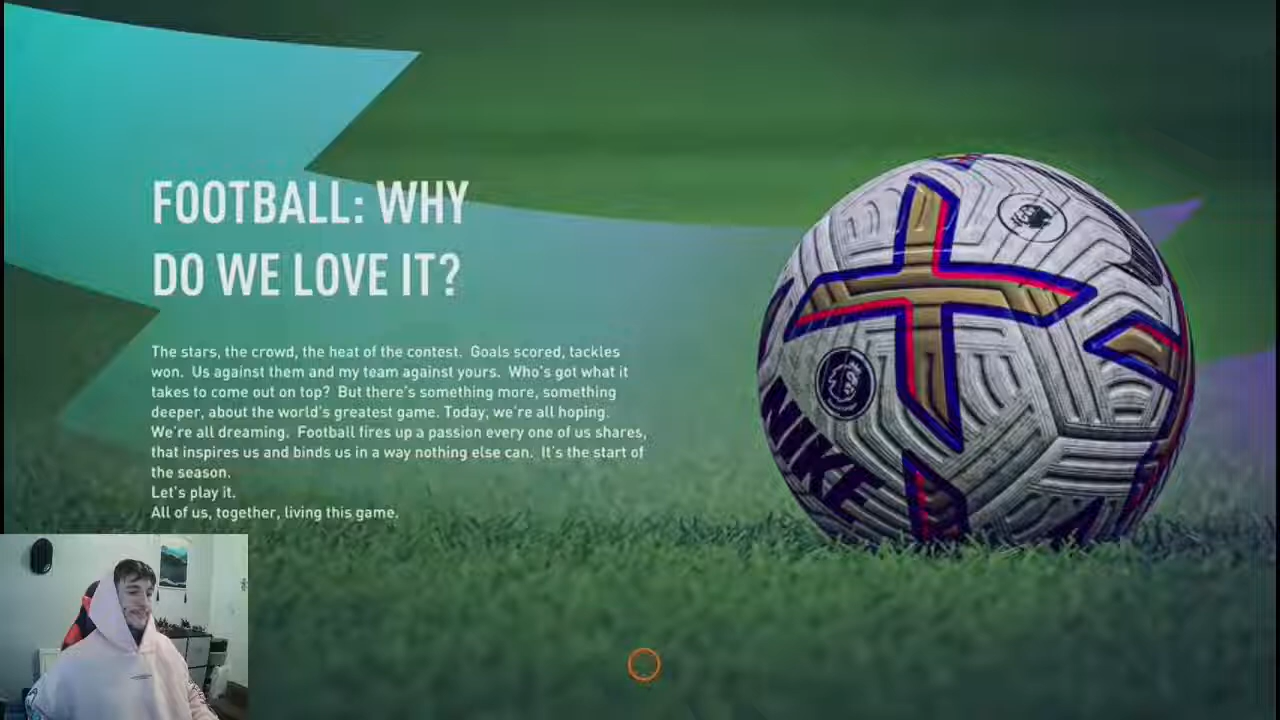 FOOTBALL: WHY
DO WE LOVE IT?
The stars, the crowd, the heat of the contest. Goals scored, tackles
won. Us against them and my team against yours. Who's got what it
takes to come out on top? But there's something more, something
deeper, about the world's greatest game. Today, we're all hoping.
We're all dreaming. Football fires up a passion every one of us shares,
that inspires us and binds us in a way nothing else can. It's the start of
the season.
Let's play it.
All of us, together, living this game.
NIKE